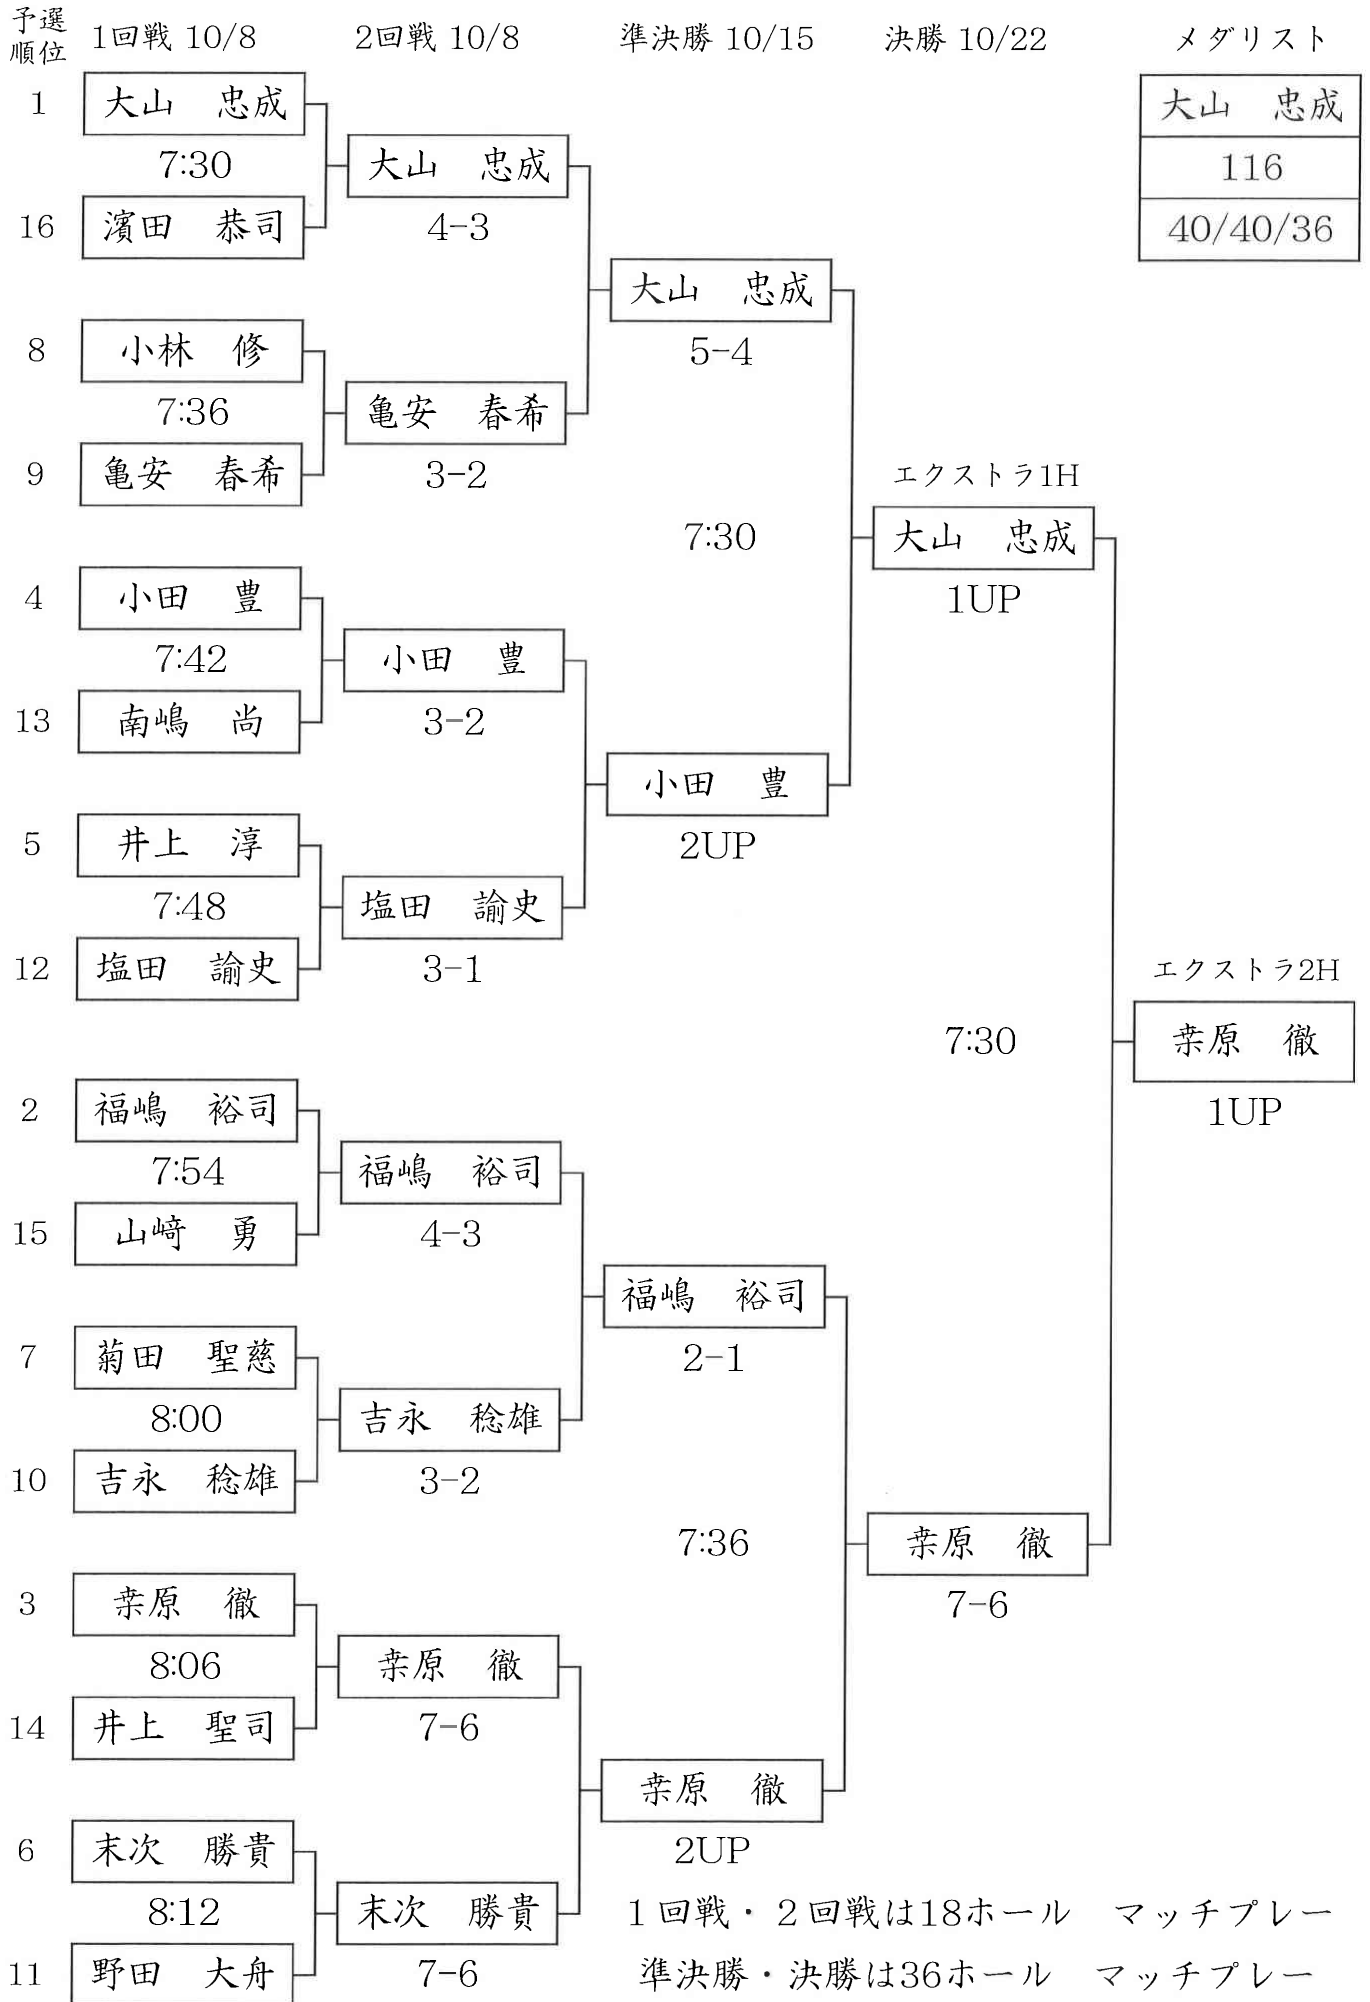 予選
順位
1回戦 10/8
2回戦 10/8
準決勝 10/15
決勝 10/22
メダリスト
大山 忠成
116
40/40/36
1 大山 忠成
7:30
16 濱田 恭司
大山 忠成
4-3
8 小林 修
7:36
9 亀安 春希
亀安 春希
3-2
大山 忠成
5-4
4 小田 豊
7:42
13 南嶋 尚
小田 豊
3-2
5 井上 淳
7:48
12 塩田 諭史
塩田 諭史
3-1
小田 豊
2UP
7:30
エクストラ1H
大山 忠成
1UP
2 福嶋 裕司
7:54
15 山﨑 勇
福嶋 裕司
4-3
7 菊田 聖慈
8:00
10 吉永 稔雄
吉永 稔雄
3-2
福嶋 裕司
2-1
3 桒原 徹
8:06
14 井上 聖司
桒原 徹
7-6
6 末次 勝貴
8:12
11 野田 大舟
末次 勝貴
7-6
桒原 徹
2UP
7:36
桒原 徹
7-6
7:30
エクストラ2H
桒原 徹
1UP
1回戦・2回戦は18ホール マッチプレー
準決勝・決勝は36ホール マッチプレー